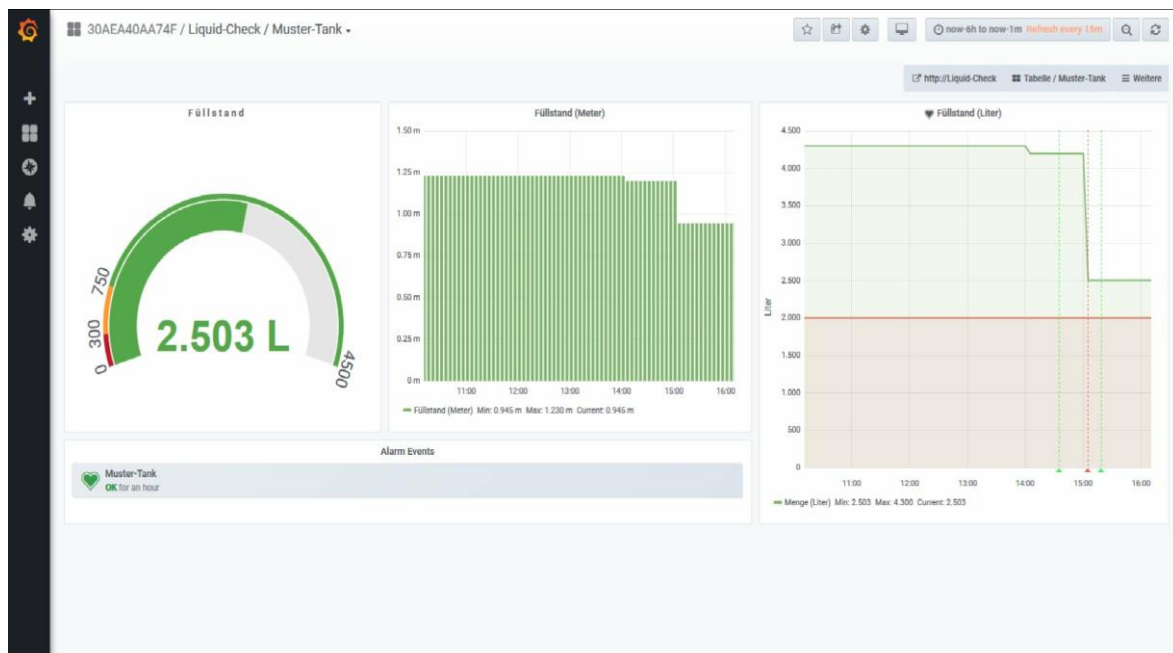 30AEA40AA74F / Liquid-Check / Muster-Tank
now-6h to now-1m Refresh every 15m
http://Liquid-Check Tabelle / Muster-Tank Weitere
Füllstand
0
300
750
4500
2.503 L
Füllstand (Meter)
1.50 m
1.25 m
1.00 m
0.75 m
0.50 m
0.25 m
0 m
11:00 12:00 13:00 14:00 15:00 16:00
Füllstand (Meter) Min: 0.945 m Max: 1.230 m Current: 0.945 m
Füllstand (Liter)
Liter
4.500
4.000
3.500
3.000
2.500
2.000
1.500
1.000
500
0
11:00 12:00 13:00 14:00 15:00 16:00
Menge (Liter) Min: 2.503 Max: 4.300 Current: 2.503
Alarm Events
Muster-Tank
OK for an hour